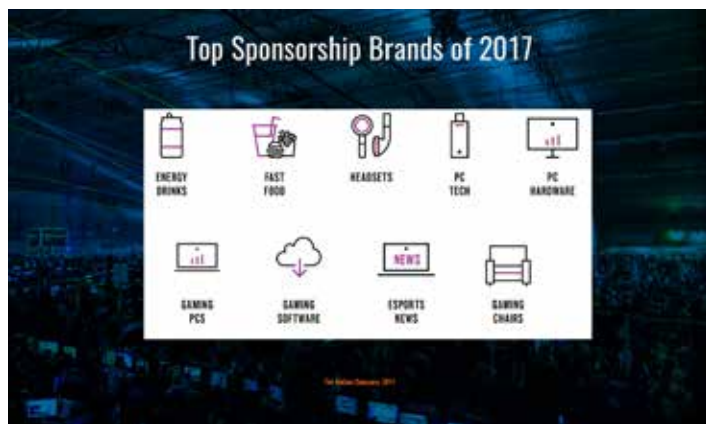 Top Sponsorship Brands of 2017
ENERGY
DRINKS
FAST
FOOD
HEADSETS
PC
TECH
PC
HARDWARE
GAMING
PCS
GAMING
SOFTWARE
NEWS
ESPORTS
NEWS
GAMING
CHAIRS
2017